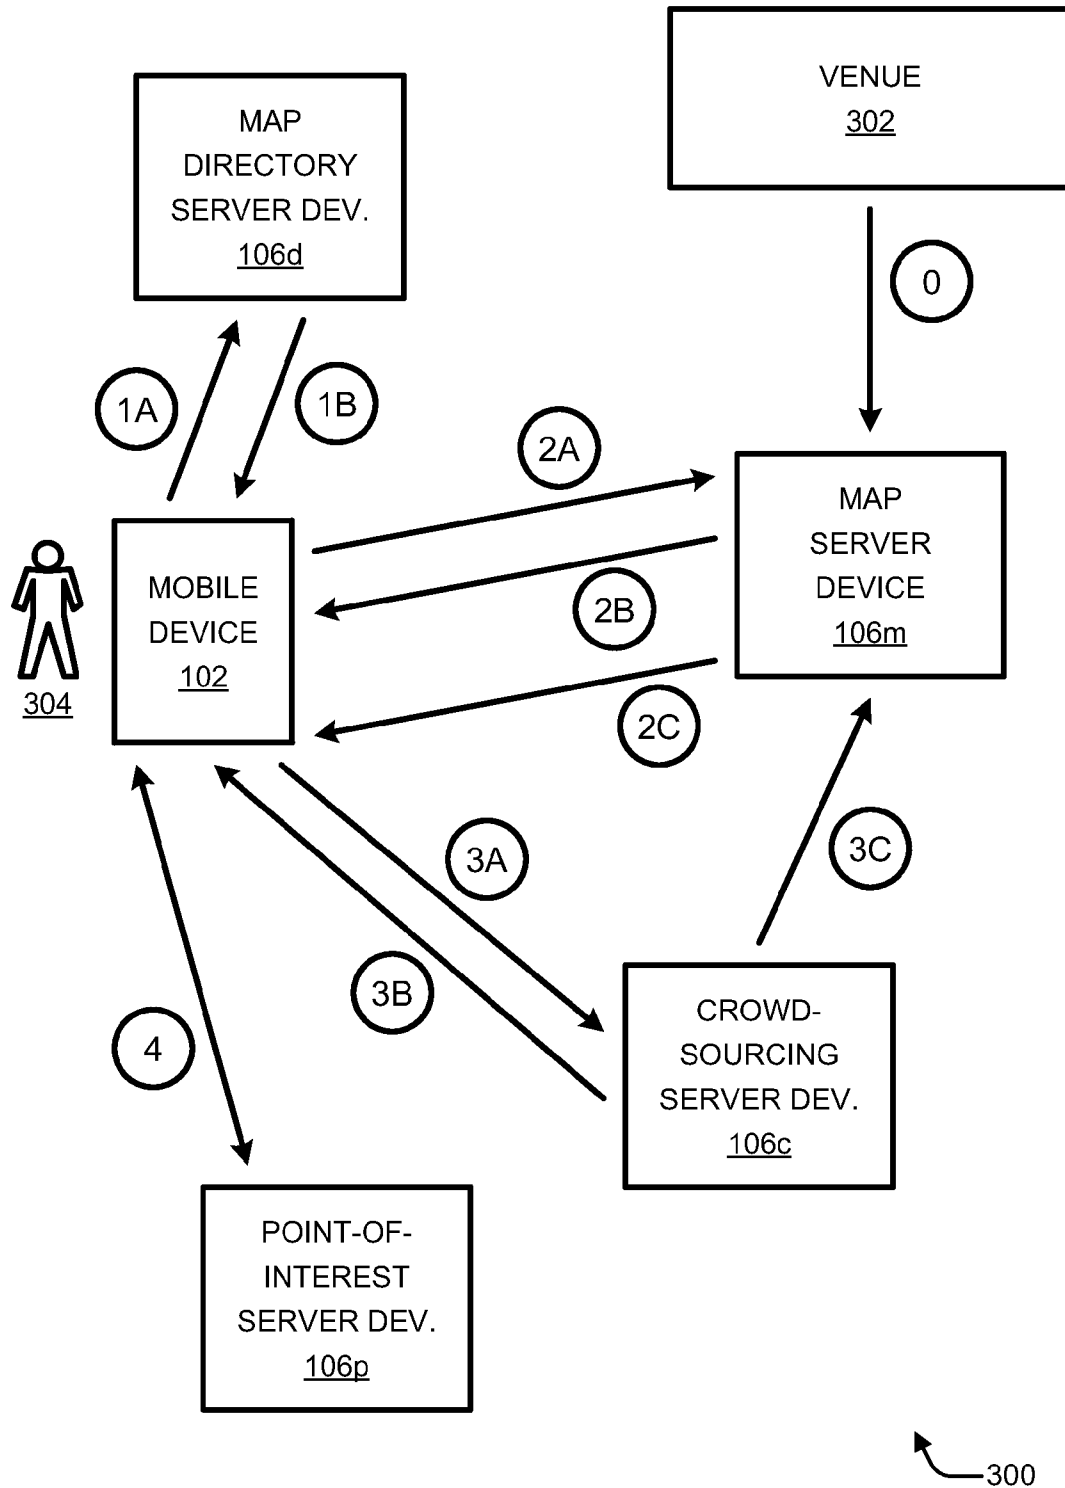 VENUE
302
MAP
DIRECTORY
SERVER DEV.
106d
0
1A
1B
2A
MAP
SERVER
DEVICE
106m
MOBILE
DEVICE
102
304
2B
2C
3A
3B
3C
4
CROWD-
SOURCING
SERVER DEV.
106c
POINT-OF-
INTEREST
SERVER DEV.
106p
300